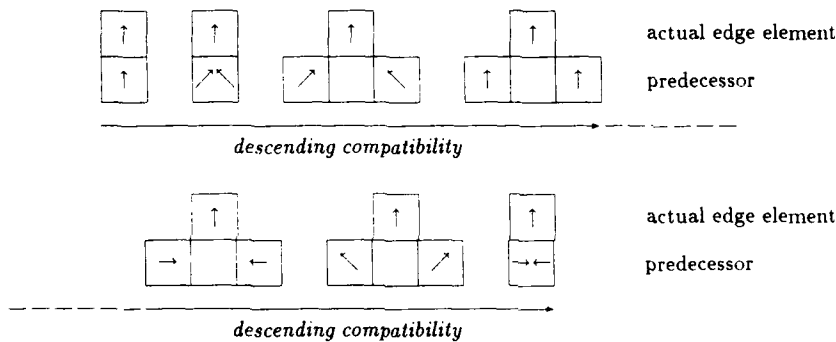 actual edge element
predecessor
descending compatibility
actual edge element
predecessor
descending compatibility